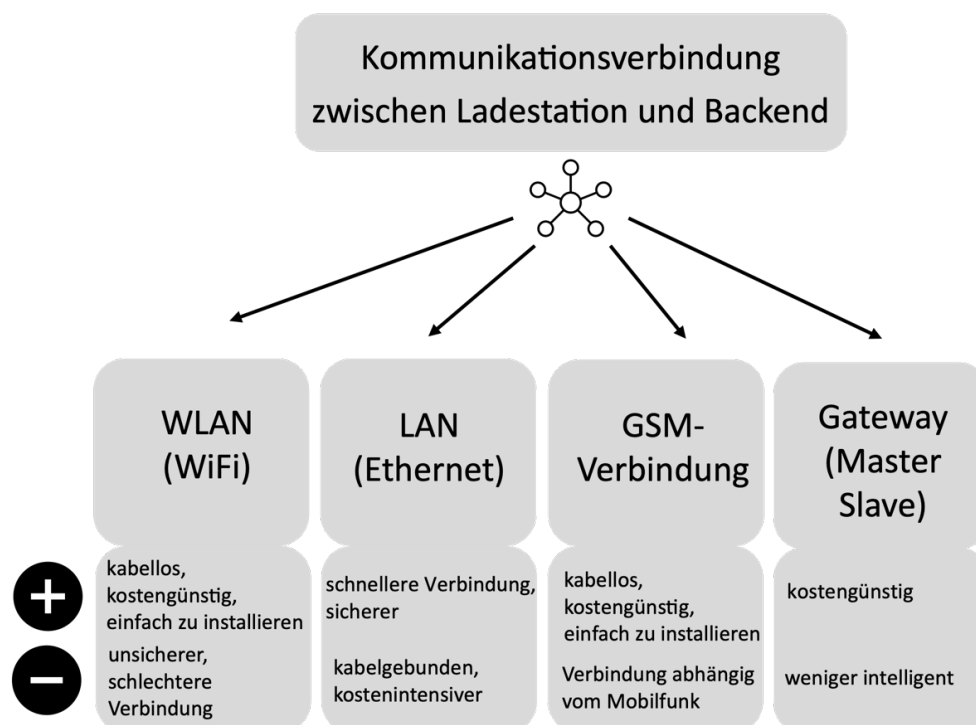 Kommunikationsverbindung
zwischen Ladestation und Backend
WLAN
(WiFi)
LAN
(Ethernet)
GSM-
Verbindung
Gateway
(Master
Slave)
kabellos,
kostengünstig,
einfach zu installieren
schnellere Verbindung,
sicherer
kabellos,
kostengünstig,
einfach zu installieren
kostengünstig
unsicherer,
schlechtere
Verbindung
kabelgebunden,
kostenintensiver
Verbindung abhängig
vom Mobilfunk
weniger intelligent